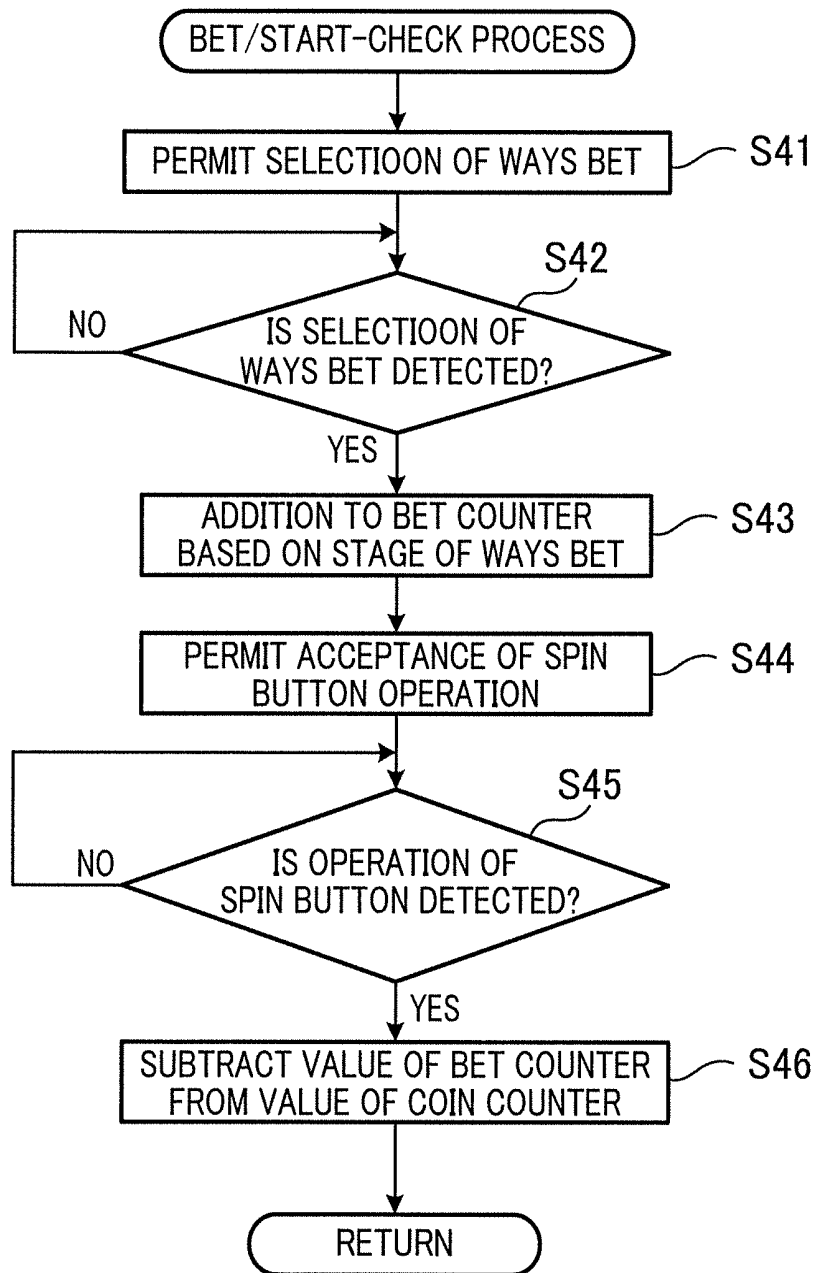 BET/START-CHECK PROCESS
PERMIT SELECTIOON OF WAYS BET
S41
S42
NO
IS SELECTIOON OF
WAYS BET DETECTED?
YES
ADDITION TO BET COUNTER
BASED ON STAGE OF WAYS BET
S43
PERMIT ACCEPTANCE OF SPIN
BUTTON OPERATION
S44
S45
NO
IS OPERATION OF
SPIN BUTTON DETECTED?
YES
SUBTRACT VALUE OF BET COUNTER
FROM VALUE OF COIN COUNTER
S46
RETURN